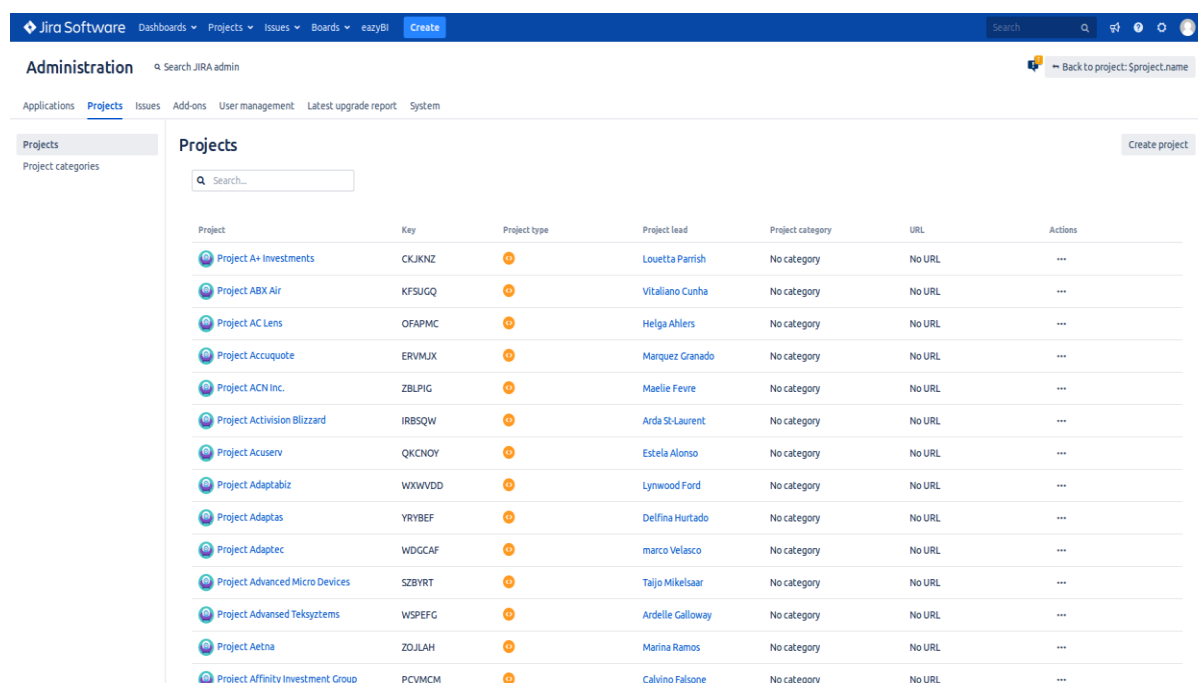 Jira Software Dashboards Projects Issues Boards eazyBI Create Search
Administration Search JIRA admin Back to project: $project.name
Applications Projects Issues Add-ons User management Latest upgrade report System
Projects
Project categories
Projects Create project
Search...
Project Key Project type Project lead Project category URL Actions
Project A+ Investments CKJKNZ Louetta Parrish No category No URL
Project ABX Air KFSUGQ Vitaliano Cunha No category No URL
Project AC Lens OFAPMC Helga Ahlers No category No URL
Project Accuquote ERVMJX Marquez Granado No category No URL
Project ACN Inc. ZBLPIG Maelie Fevre No category No URL
Project Activision Blizzard IRBSQW Arda St-Laurent No category No URL
Project Acuserv QKCNOY Estela Alonso No category No URL
Project Adaptabiz WXWVDD Lynwood Ford No category No URL
Project Adaptas YRYBEF Delfina Hurtado No category No URL
Project Adaptec WDGCAF marco Velasco No category No URL
Project Advanced Micro Devices SZBYRT Taijo Mikelsaar No category No URL
Project Advansed Teksyztems WSPEFG Ardelle Galloway No category No URL
Project Aetna ZOJLAH Marina Ramos No category No URL
Project Affinity Investment Group PCVMCM Calvino Falsone No category No URL